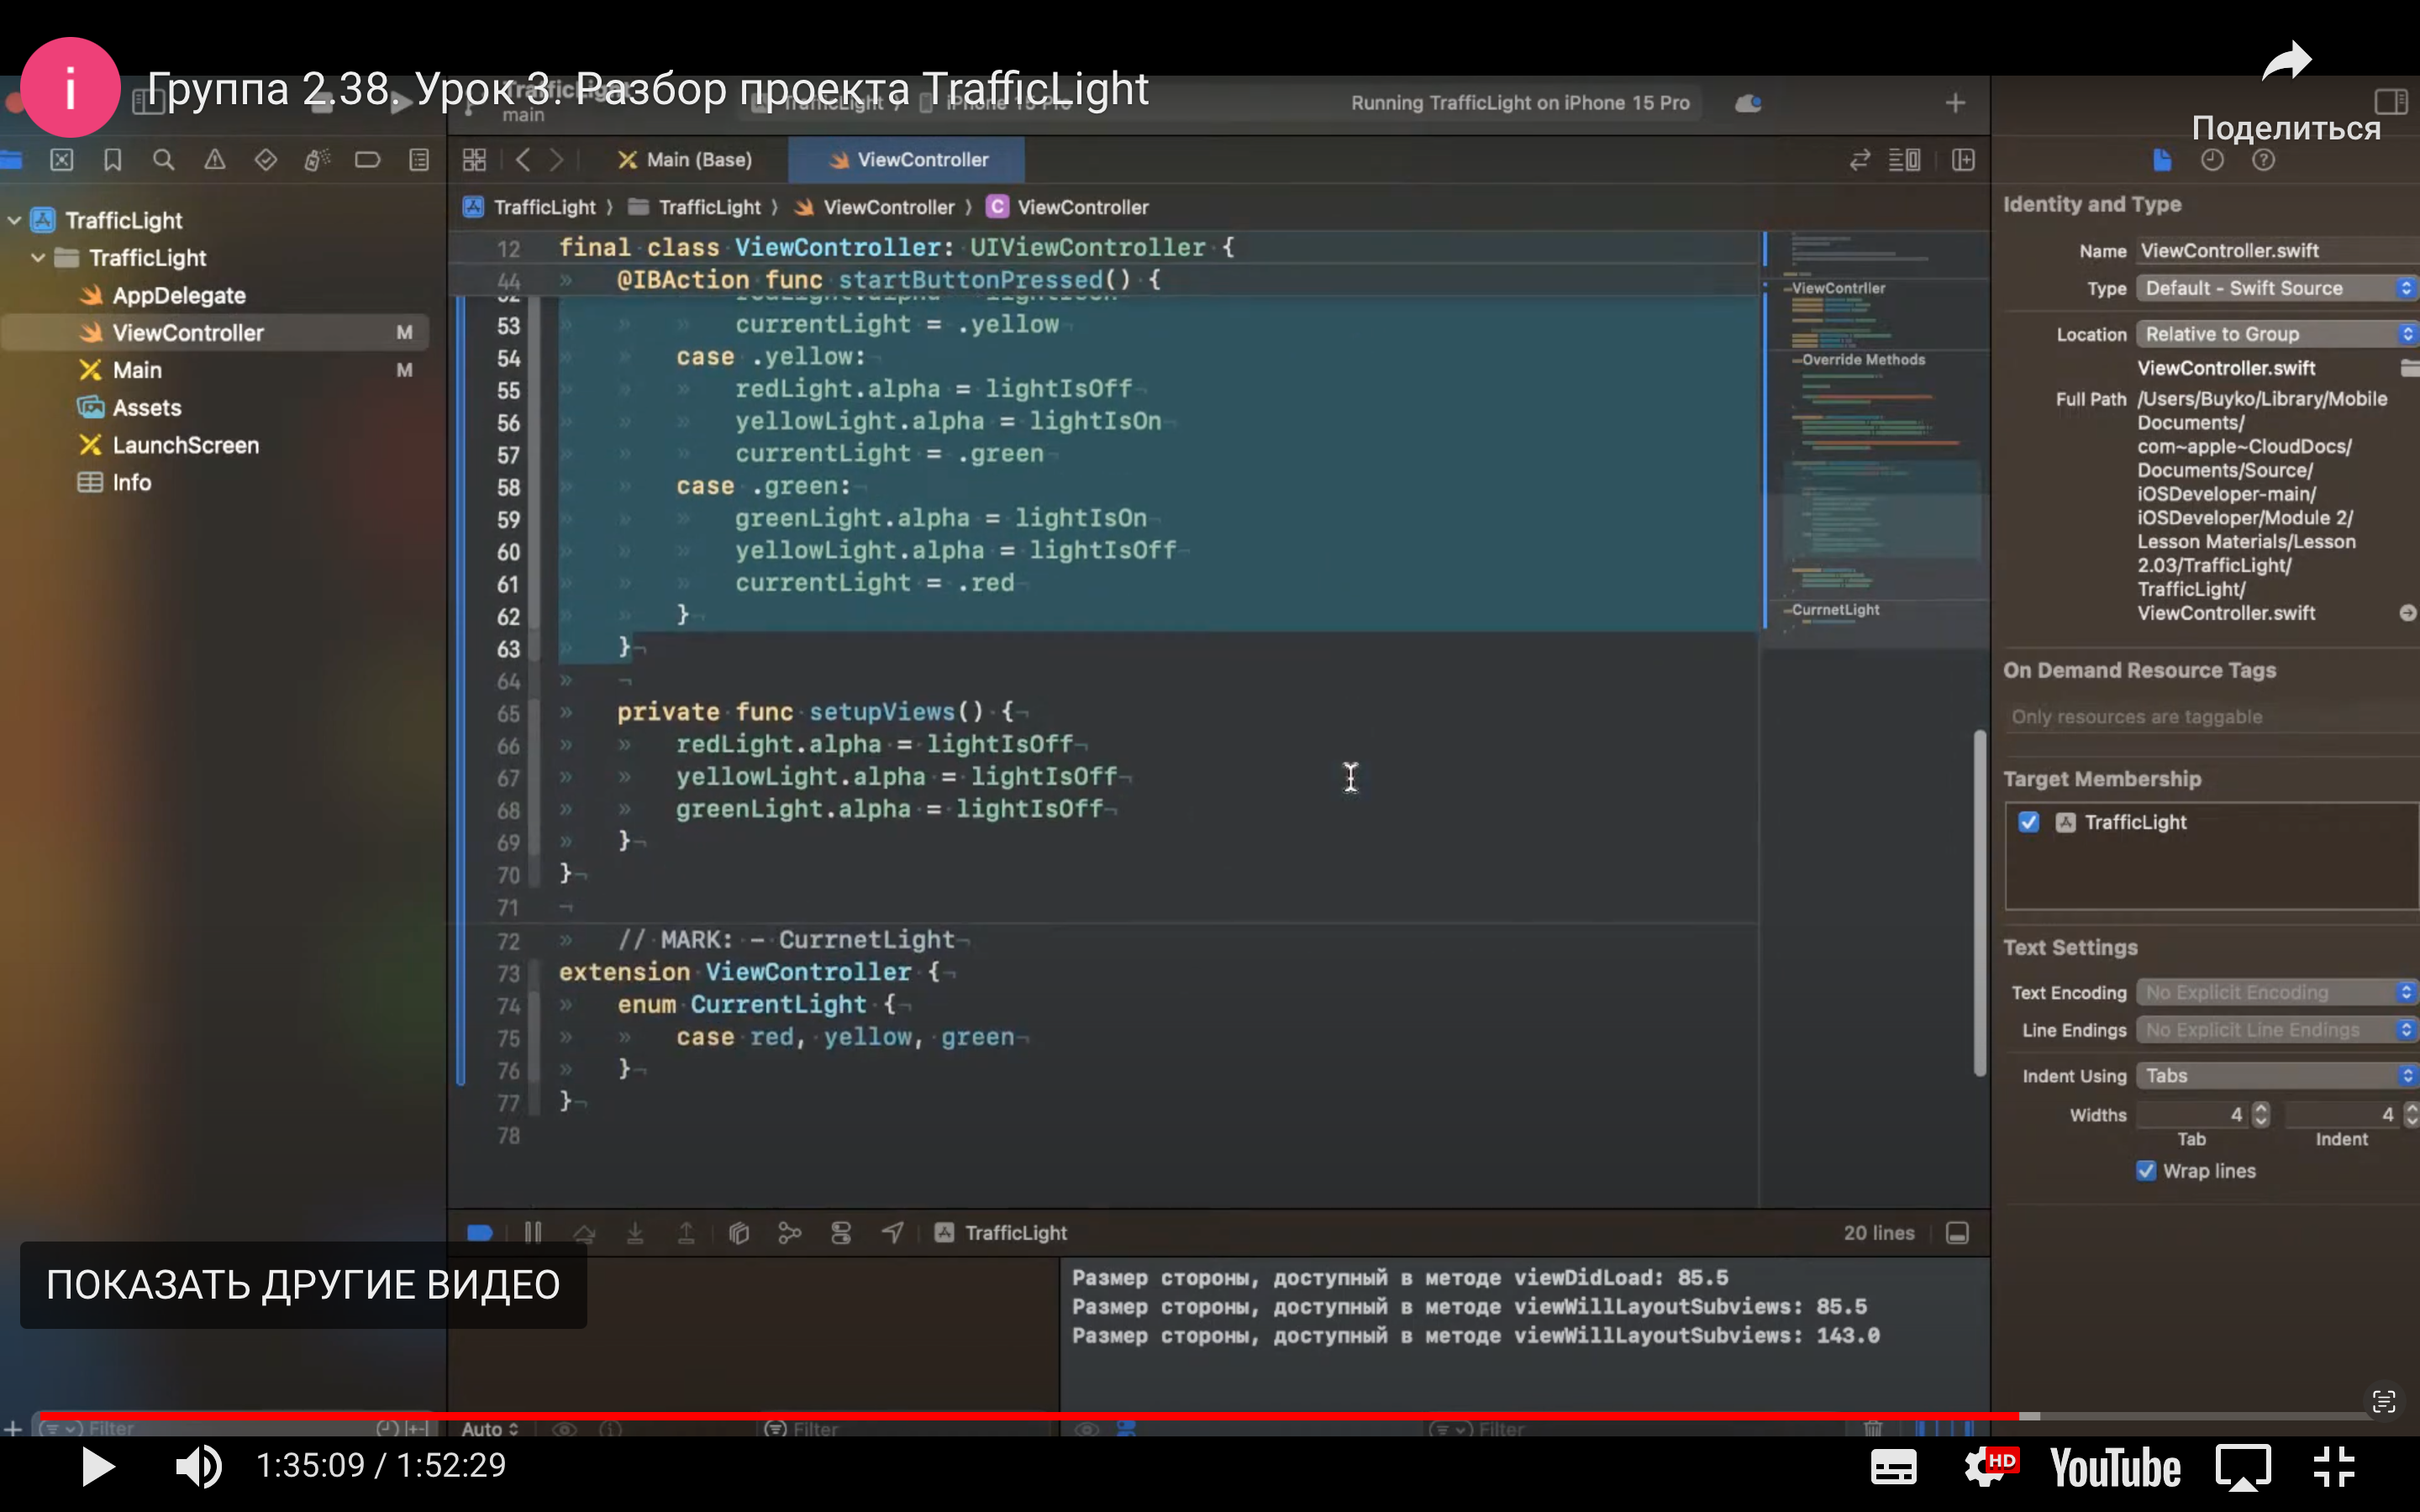 i
Группа 2.38. Урок 3. Разбор проекта TrafficLight
Поделиться
TrafficLight
main
TrafficLight
iPhone 15 Pro
Running TrafficLight on iPhone 15 Pro
Main (Base)
ViewController
TrafficLight
TrafficLight
AppDelegate
ViewController M
Main M
Assets
LaunchScreen
Info
TrafficLight 〉 TrafficLight 〉 ViewController 〉 C ViewController
12 final class ViewController: UIViewController {
44 @IBAction func startButtonPressed() {
52 redLight.alpha = lightIsOn
53 currentLight = .yellow
54 case .yellow:
55 redLight.alpha = lightIsOff
56 yellowLight.alpha = lightIsOn
57 currentLight = .green
58 case .green:
59 greenLight.alpha = lightIsOn
60 yellowLight.alpha = lightIsOff
61 currentLight = .red
62 }
63 }
64
65 private func setupViews() {
66 redLight.alpha = lightIsOff
67 yellowLight.alpha = lightIsOff
68 greenLight.alpha = lightIsOff
69 }
70 }
71
72 // MARK: - CurrnetLight
73 extension ViewController {
74 enum CurrentLight {
75 case red, yellow, green
76 }
77 }
78
ViewContrller
Override Methods
CurrnetLight
Identity and Type
Name ViewController.swift
Type Default - Swift Source
Location Relative to Group
ViewController.swift
Full Path /Users/Buyko/Library/Mobile
Documents/
com~apple~CloudDocs/
Documents/Source/
iOSDeveloper-main/
iOSDeveloper/Module 2/
Lesson Materials/Lesson
2.03/TrafficLight/
TrafficLight/
ViewController.swift
On Demand Resource Tags
Only resources are taggable
Target Membership
TrafficLight
Text Settings
Text Encoding No Explicit Encoding
Line Endings No Explicit Line Endings
Indent Using Tabs
Widths 4 4
Tab Indent
Wrap lines
TrafficLight
20 lines
ПОКАЗАТЬ ДРУГИЕ ВИДЕО
Размер стороны, доступный в методе viewDidLoad: 85.5
Размер стороны, доступный в методе viewWillLayoutSubviews: 85.5
Размер стороны, доступный в методе viewWillLayoutSubviews: 143.0
Filter
Auto
Filter
Filter
1:35:09 / 1:52:29
HD
YouTube